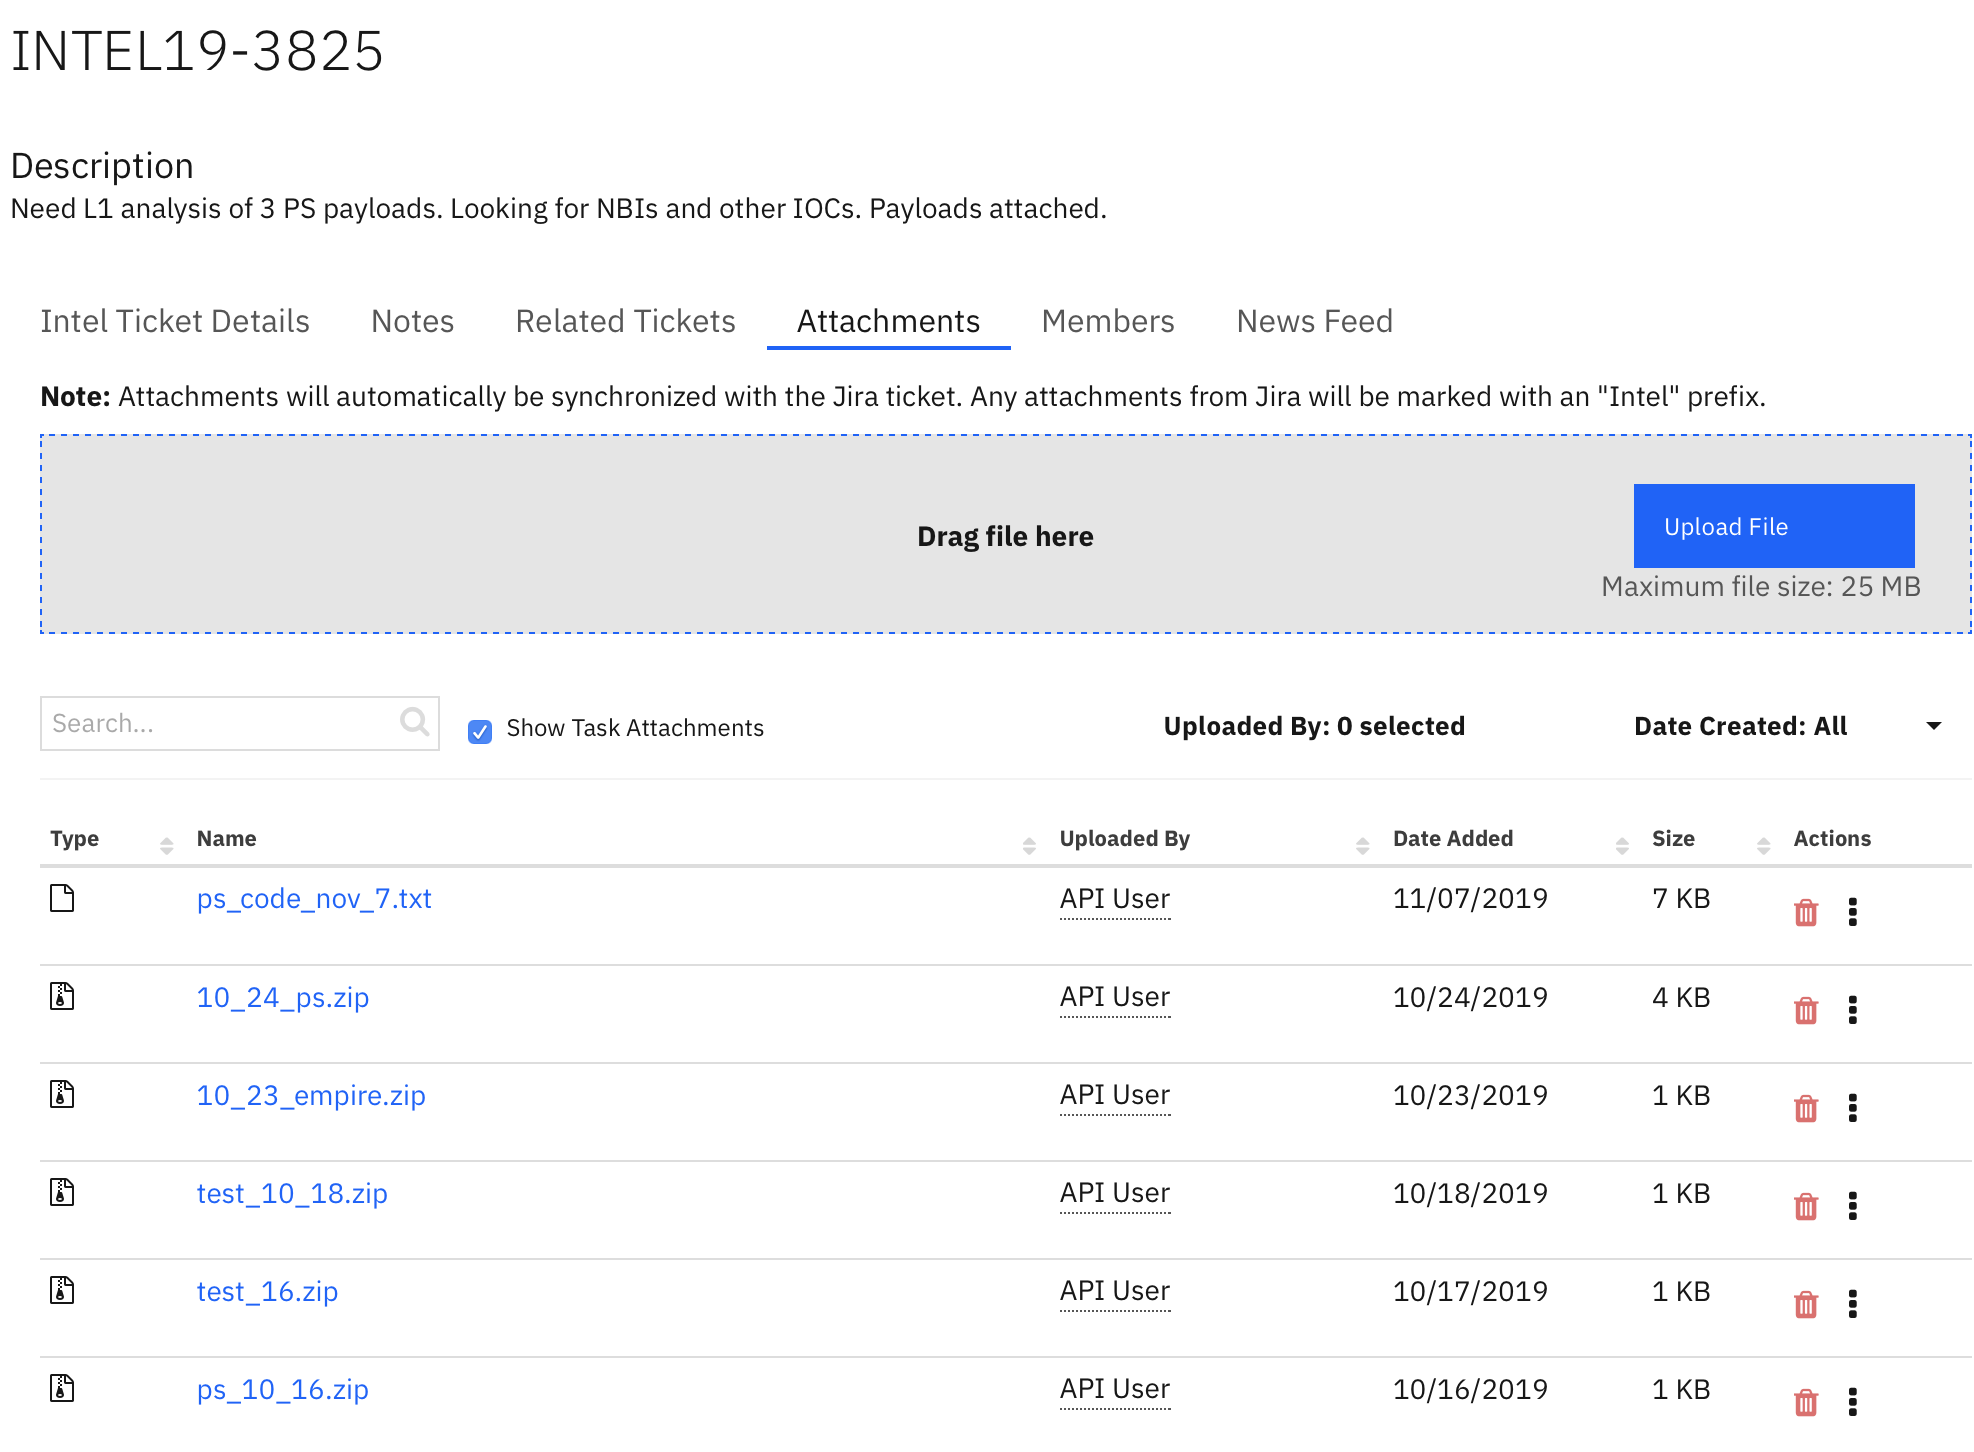 INTEL19-3825
Description
Need L1 analysis of 3 PS payloads. Looking for NBIs and other IOCs. Payloads attached.
Intel Ticket Details Notes Related Tickets Attachments Members News Feed
Note: Attachments will automatically be synchronized with the Jira ticket. Any attachments from Jira will be marked with an "Intel" prefix.
Drag file here
Upload File
Maximum file size: 25 MB
Search... Show Task Attachments Uploaded By: 0 selected Date Created: All
Type Name Uploaded By Date Added Size Actions
ps_code_nov_7.txt API User 11/07/2019 7 KB
10_24_ps.zip API User 10/24/2019 4 KB
10_23_empire.zip API User 10/23/2019 1 KB
test_10_18.zip API User 10/18/2019 1 KB
test_16.zip API User 10/17/2019 1 KB
ps_10_16.zip API User 10/16/2019 1 KB